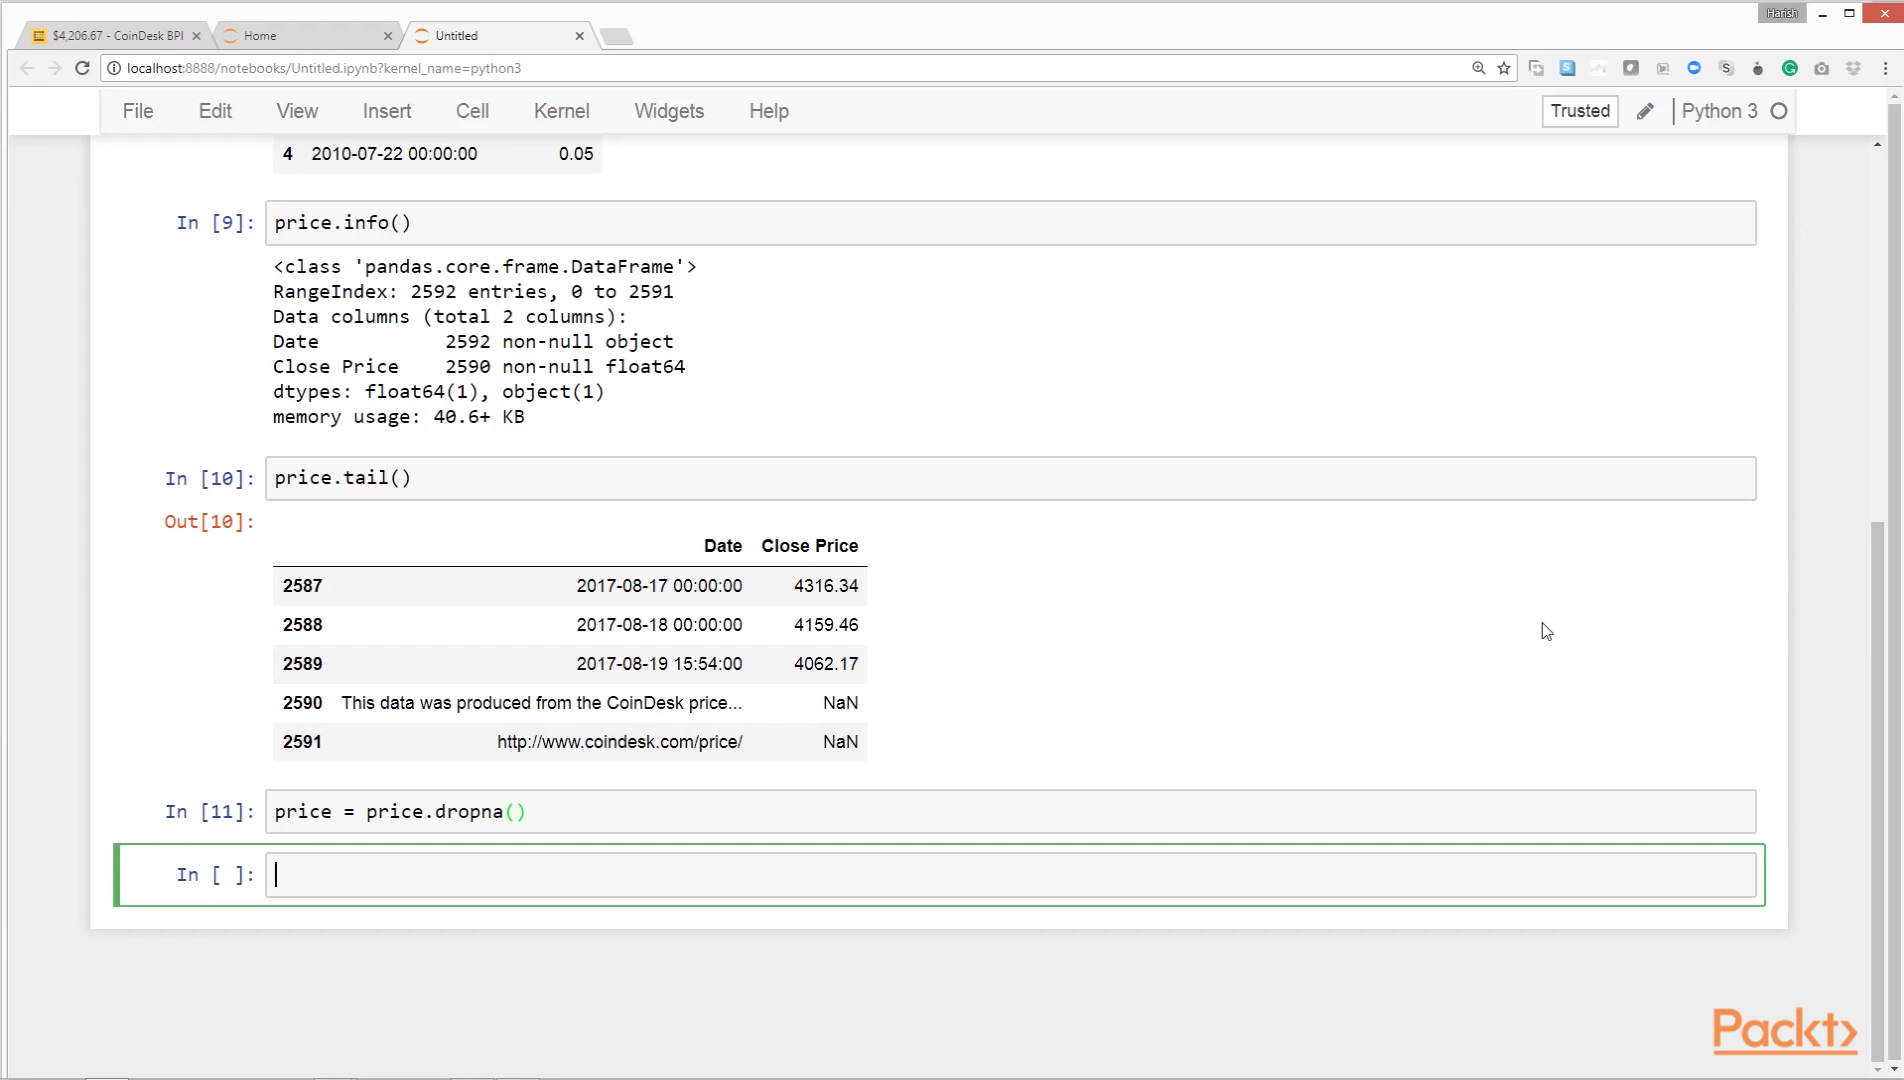 Harish
$4,206.67 - CoinDesk BPI
Home
Untitled
localhost:8888/notebooks/Untitled.ipynb?kernel_name=python3
File Edit View Insert Cell Kernel Widgets Help
Trusted
Python 3
4 2010-07-22 00:00:00 0.05
In [9]: price.info()
<class 'pandas.core.frame.DataFrame'>
RangeIndex: 2592 entries, 0 to 2591
Data columns (total 2 columns):
Date 2592 non-null object
Close Price 2590 non-null float64
dtypes: float64(1), object(1)
memory usage: 40.6+ KB
In [10]: price.tail()
Out[10]:
Date Close Price
2587 2017-08-17 00:00:00 4316.34
2588 2017-08-18 00:00:00 4159.46
2589 2017-08-19 15:54:00 4062.17
2590 This data was produced from the CoinDesk price... NaN
2591 http://www.coindesk.com/price/ NaN
In [11]: price = price.dropna()
In [ ]:
Packt>